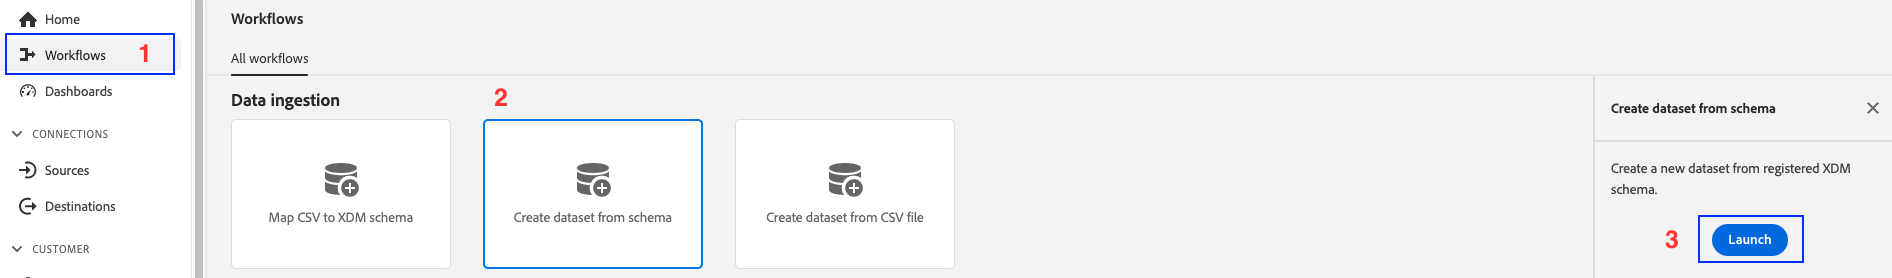 Home
Workflows 1
Dashboards
CONNECTIONS
Sources
Destinations
CUSTOMER
Workflows
All workflows
Data ingestion
2
Map CSV to XDM schema
Create dataset from schema
Create dataset from CSV file
Create dataset from schema
Create a new dataset from registered XDM
schema.
3 Launch